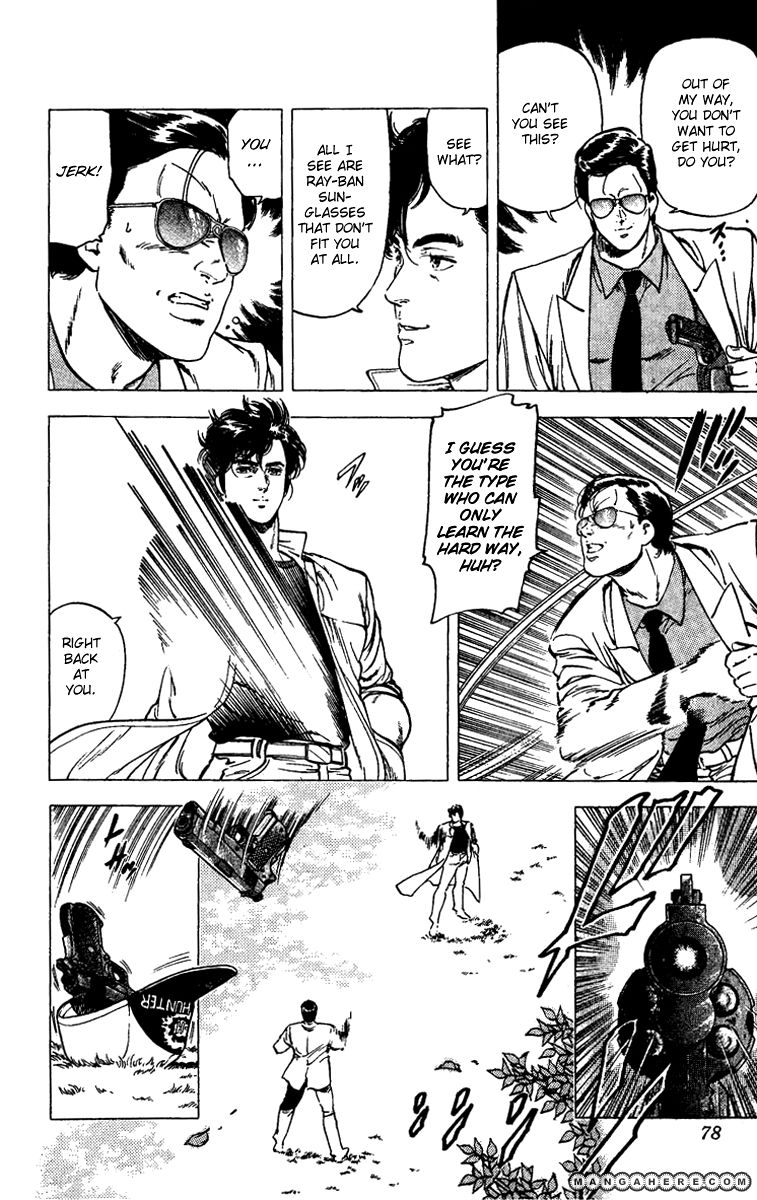 OUT OF
MY WAY,
YOU DON'T
WANT TO
GET HURT,
DO YOU?
CAN'T
YOU SEE
THIS?
SEE
WHAT?
ALL I
SEE ARE
RAY-BAN
SUN-
GLASSES
THAT DON'T
FIT YOU
AT ALL.
YOU
...
JERK!
I GUESS
YOU'RE
THE TYPE
WHO CAN
ONLY
LEARN THE
HARD WAY,
HUH?
RIGHT
BACK
AT
YOU.
HUNTER
78
MANGAHERE.COM